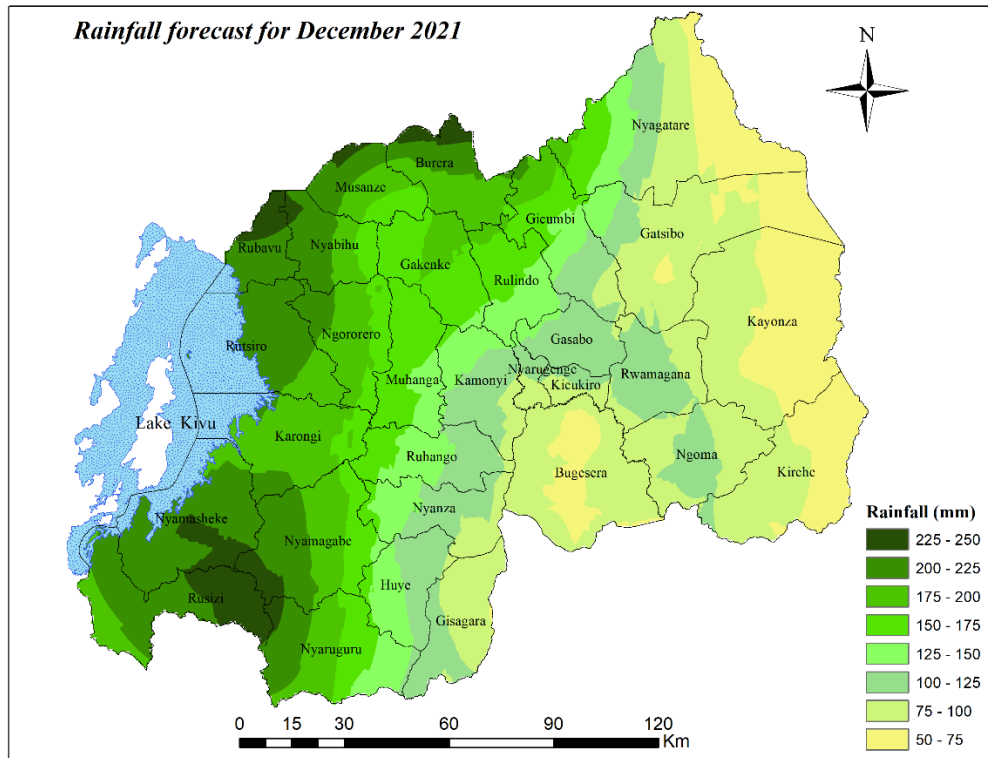 Rainfall forecast for December 2021
N
Nyagatare
Burera
Musanze
Gicumbi
Gatsibo
Rubavu
Nyabihu
Gakenke
Rulindo
Kayonza
Ngororero
Rutsiro
Gasabo
Nyarugenge
Rwamagana
Muhanga
Kamonyi
Kicukiro
Lake Kivu
Karongi
Ruhango
Ngoma
Bugesera
Kirehe
Nyanza
Nyamasheke
Nyamagabe
Huye
Rusizi
Gisagara
Nyaruguru
Rainfall (mm)
225 - 250
200 - 225
175 - 200
150 - 175
125 - 150
100 - 125
75 - 100
50 - 75
0 15 30 60 90 120
Km